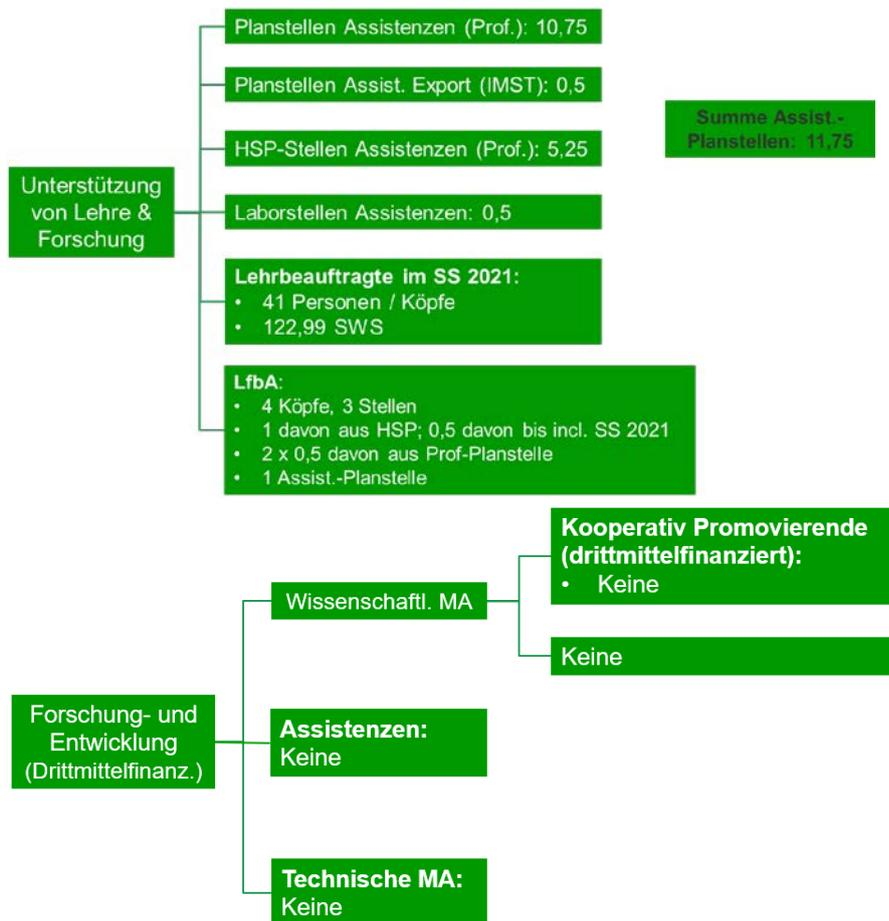 Planstellen Assistenzen (Prof.): 10,75
Planstellen Assist. Export (IMST): 0,5
Summe Assist.-
Planstellen: 11,75
HSP-Stellen Assistenzen (Prof.): 5,25
Unterstützung
von Lehre &
Forschung
Laborstellen Assistenzen: 0,5
Lehrbeauftragte im SS 2021:
• 41 Personen / Köpfe
• 122,99 SWS
LfbA:
• 4 Köpfe, 3 Stellen
• 1 davon aus HSP; 0,5 davon bis incl. SS 2021
• 2 x 0,5 davon aus Prof-Planstelle
• 1 Assist.-Planstelle
Kooperativ Promovierende
(drittmittelfinanziert):
• Keine
Wissenschaftl. MA
Keine
Forschung- und
Entwicklung
(Drittmittelfinanz.)
Assistenzen:
Keine
Technische MA:
Keine